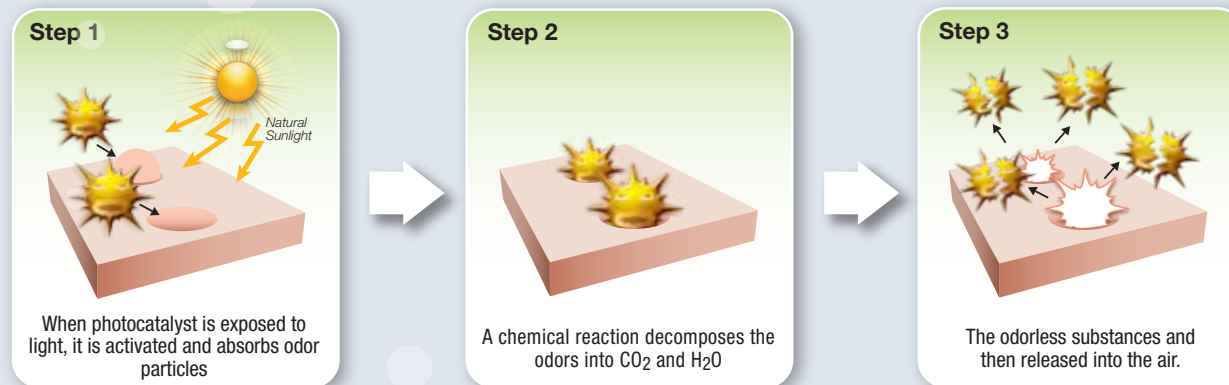 Step 1
Natural
Sunlight
When photocatalyst is exposed to
light, it is activated and absorbs odor
particles
Step 2
A chemical reaction decomposes the
odors into CO₂ and H₂O
Step 3
The odorless substances and
then released into the air.